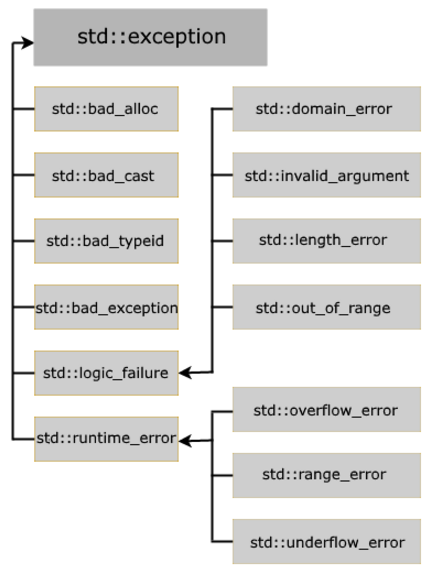 std::exception
std::bad_alloc
std::bad_cast
std::bad_typeid
std::bad_exception
std::logic_failure
std::runtime_error
std::domain_error
std::invalid_argument
std::length_error
std::out_of_range
std::overflow_error
std::range_error
std::underflow_error